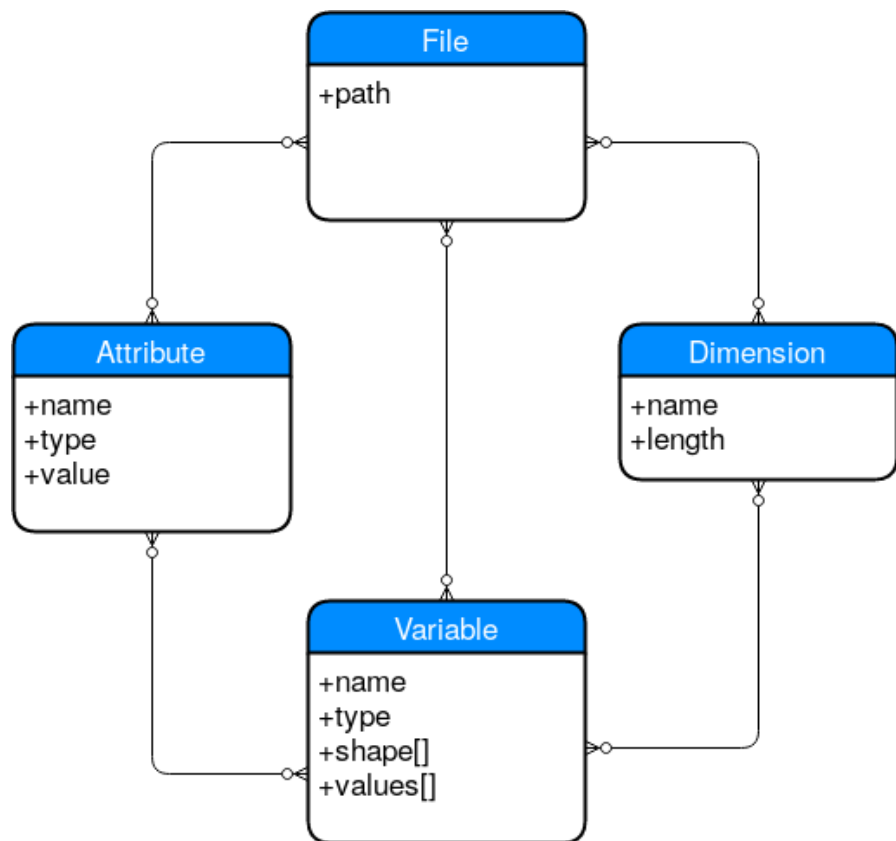 File
+path
Attribute
+name
+type
+value
Dimension
+name
+length
Variable
+name
+type
+shape[]
+values[]